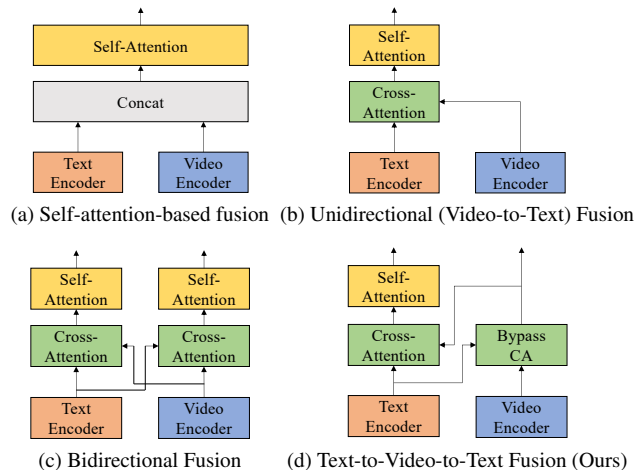 Self-Attention
Concat
Text
Encoder
Video
Encoder
(a) Self-attention-based fusion
Self-
Attention
Cross-
Attention
Text
Encoder
Video
Encoder
(b) Unidirectional (Video-to-Text) Fusion
Self-
Attention
Self-
Attention
Cross-
Attention
Cross-
Attention
Text
Encoder
Video
Encoder
(c) Bidirectional Fusion
Self-
Attention
Cross-
Attention
Bypass
CA
Text
Encoder
Video
Encoder
(d) Text-to-Video-to-Text Fusion (Ours)